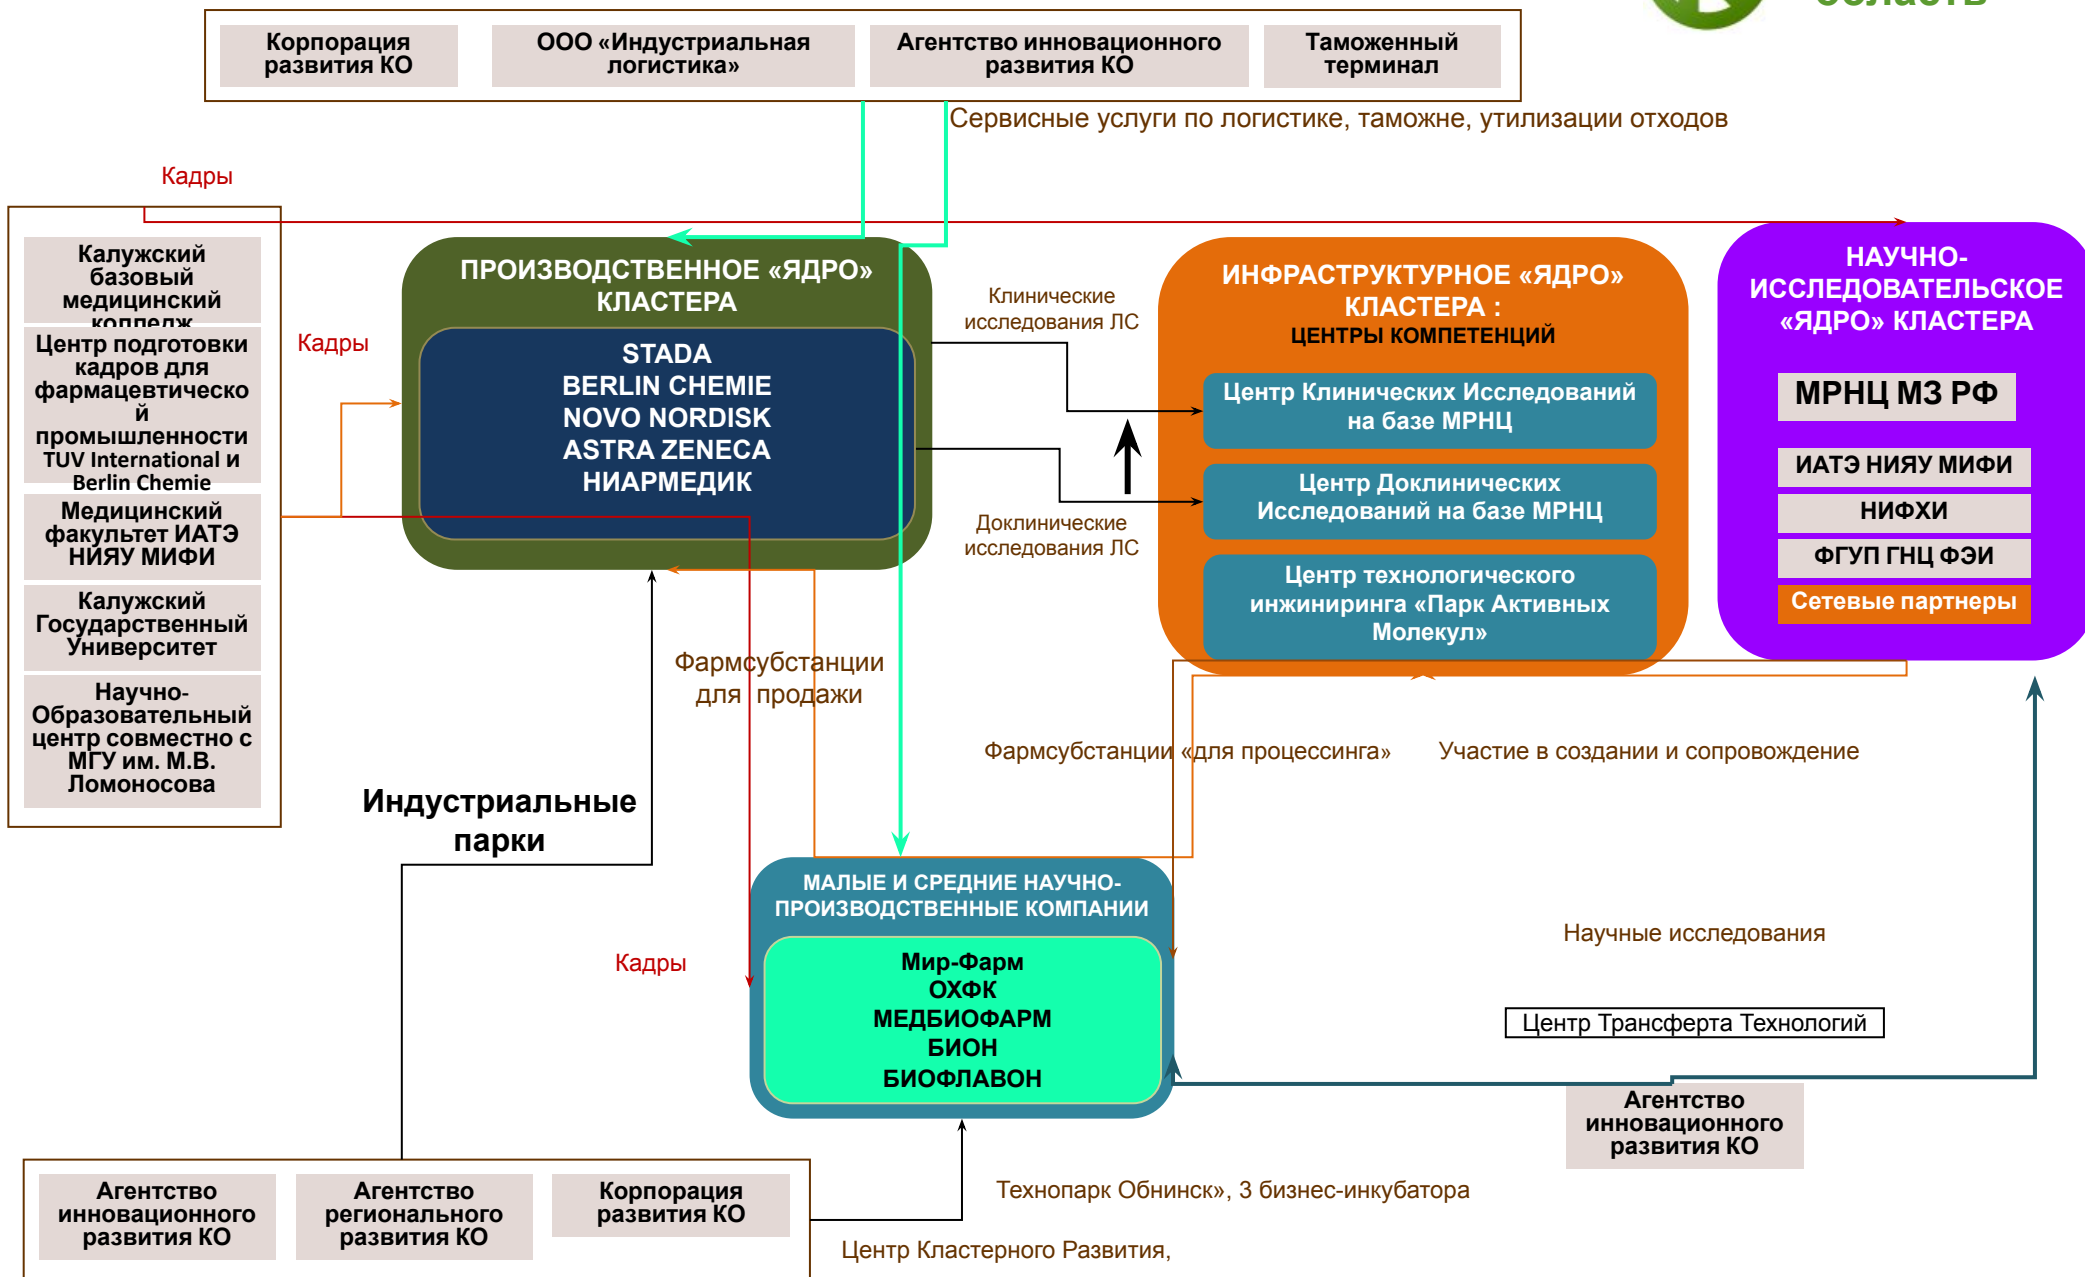 область
Корпорация
развития КО
ООО «Индустриальная
логистика»
Агентство инновационного
развития КО
Таможенный
терминал
Сервисные услуги по логистике, таможне, утилизации отходов
Кадры
Калужский
базовый
медицинский
колледж
Центр подготовки
кадров для
фармацевтическо
й
промышленности
TUV International и
Berlin Chemie
Медицинский
факультет ИАТЭ
НИЯУ МИФИ
Калужский
Государственный
Университет
Научно-
Образовательный
центр совместно с
МГУ им. М.В.
Ломоносова
Кадры
ПРОИЗВОДСТВЕННОЕ «ЯДРО»
КЛАСТЕРА
STADA
BERLIN CHEMIE
NOVO NORDISK
ASTRA ZENECA
НИАРМЕДИК
Клинические
исследования ЛС
Доклинические
исследования ЛС
ИНФРАСТРУКТУРНОЕ «ЯДРО»
КЛАСТЕРА :
ЦЕНТРЫ КОМПЕТЕНЦИЙ
Центр Клинических Исследований
на базе МРНЦ
Центр Доклинических
Исследований на базе МРНЦ
Центр технологического
инжиниринга «Парк Активных
Молекул»
НАУЧНО-
ИССЛЕДОВАТЕЛЬСКОЕ
«ЯДРО» КЛАСТЕРА
МРНЦ МЗ РФ
ИАТЭ НИЯУ МИФИ
НИФХИ
ФГУП ГНЦ ФЭИ
Сетевые партнеры
Фармсубстанции
для продажи
Фармсубстанции «для процессинга»
Участие в создании и сопровождение
Индустриальные
парки
МАЛЫЕ И СРЕДНИЕ НАУЧНО-
ПРОИЗВОДСТВЕННЫЕ КОМПАНИИ
Мир-Фарм
ОХФК
МЕДБИОФАРМ
БИОН
БИОФЛАВОН
Кадры
Научные исследования
Центр Трансферта Технологий
Агентство
инновационного
развития КО
Агентство
инновационного
развития КО
Агентство
регионального
развития КО
Корпорация
развития КО
Технопарк Обнинск», 3 бизнес-инкубатора
Центр Кластерного Развития,